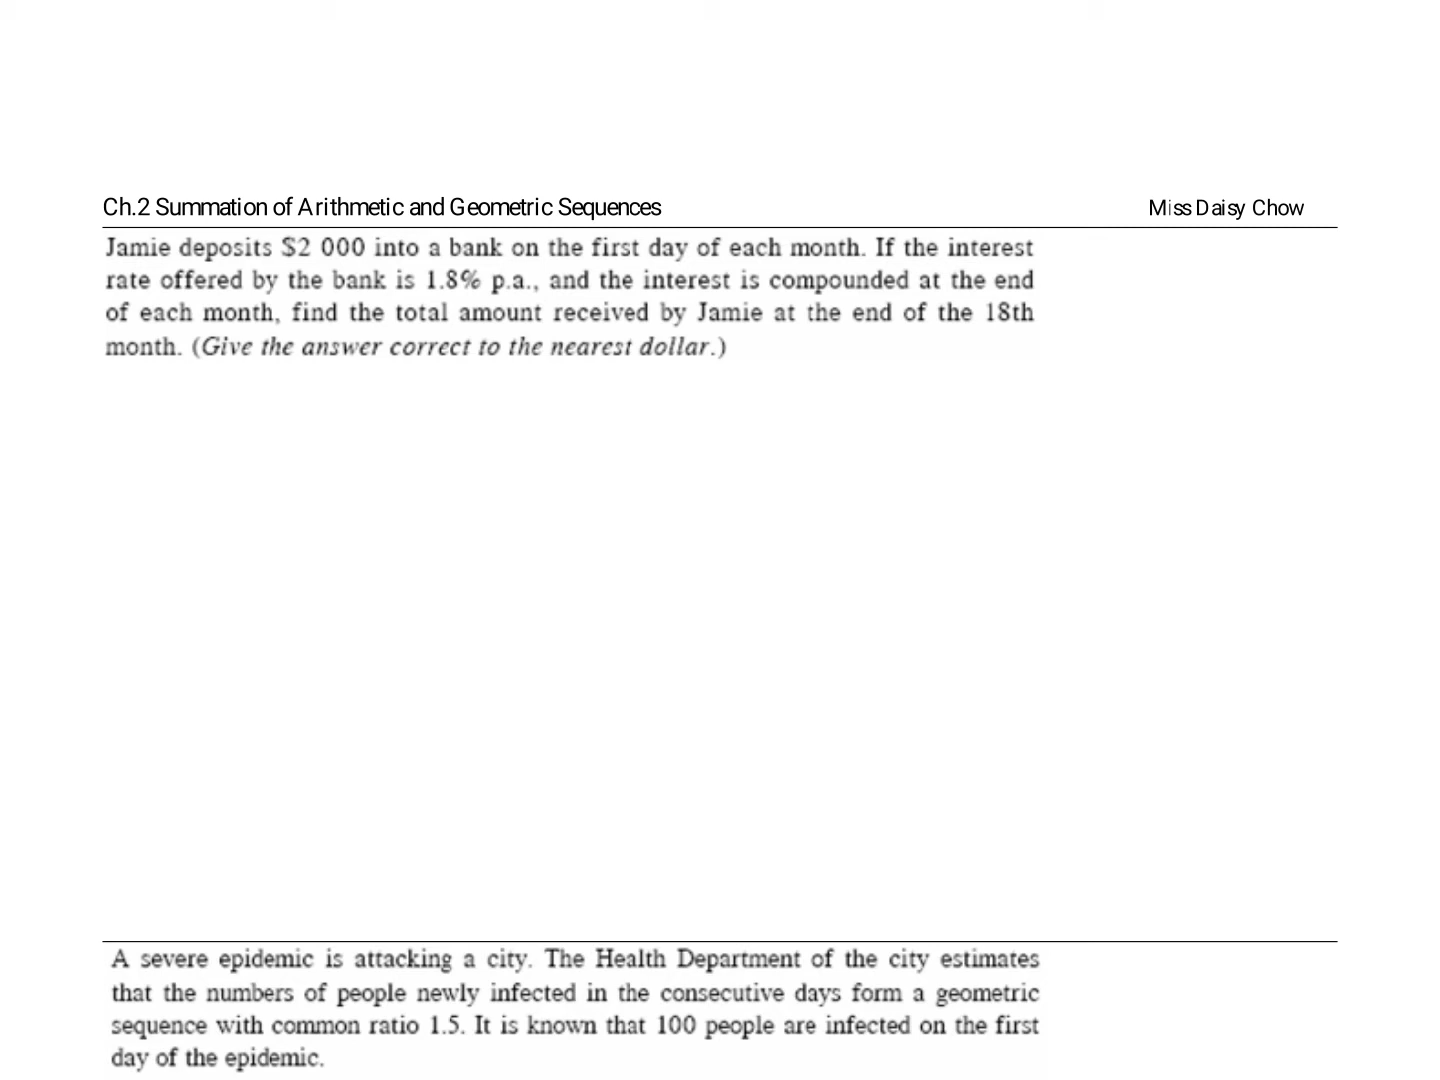 Ch.2 Summation of Arithmetic and Geometric Sequences Miss Daisy Chow
Jamie deposits $2 000 into a bank on the first day of each month. If the interest
rate offered by the bank is 1.8% p.a., and the interest is compounded at the end
of each month, find the total amount received by Jamie at the end of the 18th
month. (Give the answer correct to the nearest dollar.)
A severe epidemic is attacking a city. The Health Department of the city estimates
that the numbers of people newly infected in the consecutive days form a geometric
sequence with common ratio 1.5. It is known that 100 people are infected on the first
day of the epidemic.